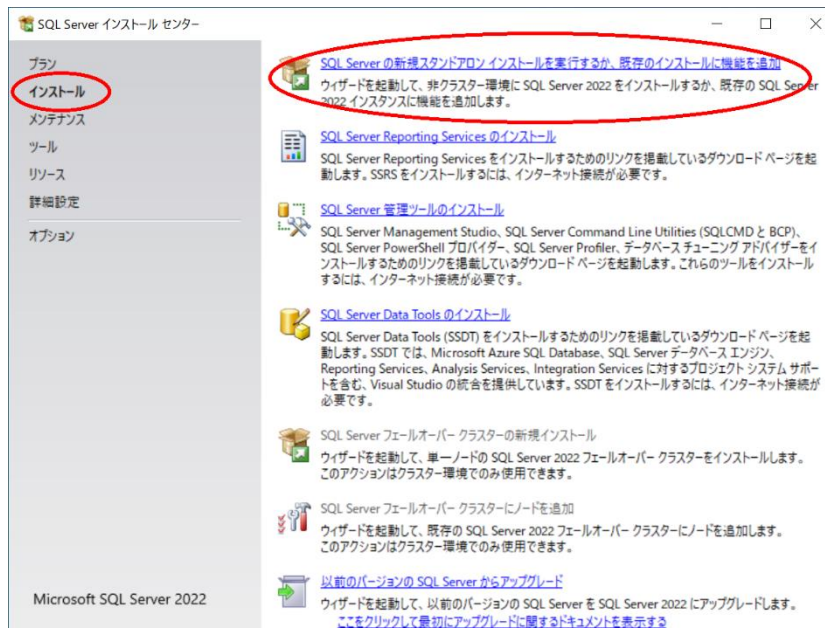 SQL Server インストール センター
プラン
インストール
メンテナンス
ツール
リソース
詳細設定
オプション
Microsoft SQL Server 2022
SQL Server の新規スタンドアロン インストールを実行するか、既存のインストールに機能を追加
ウィザードを起動して、非クラスター環境に SQL Server 2022 をインストールするか、既存の SQL Server
2022 インスタンスに機能を追加します。
SQL Server Reporting Services のインストール
SQL Server Reporting Services をインストールするためのリンクを掲載しているダウンロード ページを起
動します。SSRS をインストールするには、インターネット接続が必要です。
SQL Server 管理ツールのインストール
SQL Server Management Studio、SQL Server Command Line Utilities (SQLCMD と BCP)、
SQL Server PowerShell プロバイダー、SQL Server Profiler、データベース チューニング アドバイザーをイ
ンストールするためのリンクを掲載しているダウンロード ページを起動します。これらのツールをインストール
するには、インターネット接続が必要です。
SQL Server Data Tools のインストール
SQL Server Data Tools (SSDT) をインストールするためのリンクを掲載しているダウンロード ページを起
動します。SSDT では、Microsoft Azure SQL Database、SQL Server データベース エンジン、
Reporting Services、Analysis Services、Integration Services に対するプロジェクト システム サポー
トを含む、Visual Studio の統合を提供しています。SSDT をインストールするには、インターネット接続が
必要です。
SQL Server フェールオーバー クラスターの新規インストール
ウィザードを起動して、単一ノードの SQL Server 2022 フェールオーバー クラスターをインストールします。
このアクションはクラスター環境でのみ使用できます。
SQL Server フェールオーバー クラスターにノードを追加
ウィザードを起動して、既存の SQL Server 2022 フェールオーバー クラスターにノードを追加します。
このアクションはクラスター環境でのみ使用できます。
以前のバージョンの SQL Server からアップグレード
ウィザードを起動して、以前のバージョンの SQL Server を SQL Server 2022 にアップグレードします。
ここをクリックして最初にアップグレードに関するドキュメントを表示する